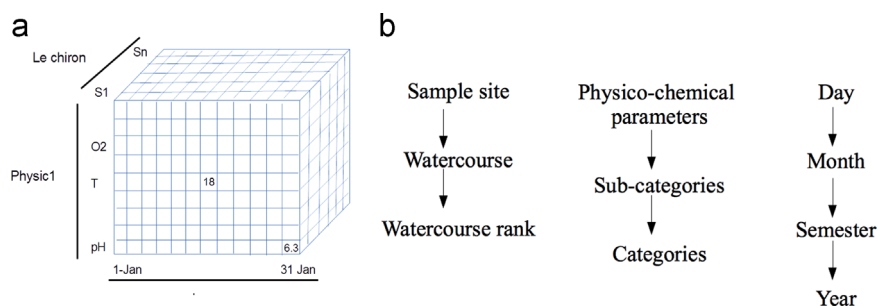 a
Le chiron
Sn
S1
O2
Physic1
T
18
pH
6.3
1-Jan
31 Jan
b
Sample site
Watercourse
Watercourse rank
Physico-chemical
parameters
Sub-categories
Categories
Day
Month
Semester
Year